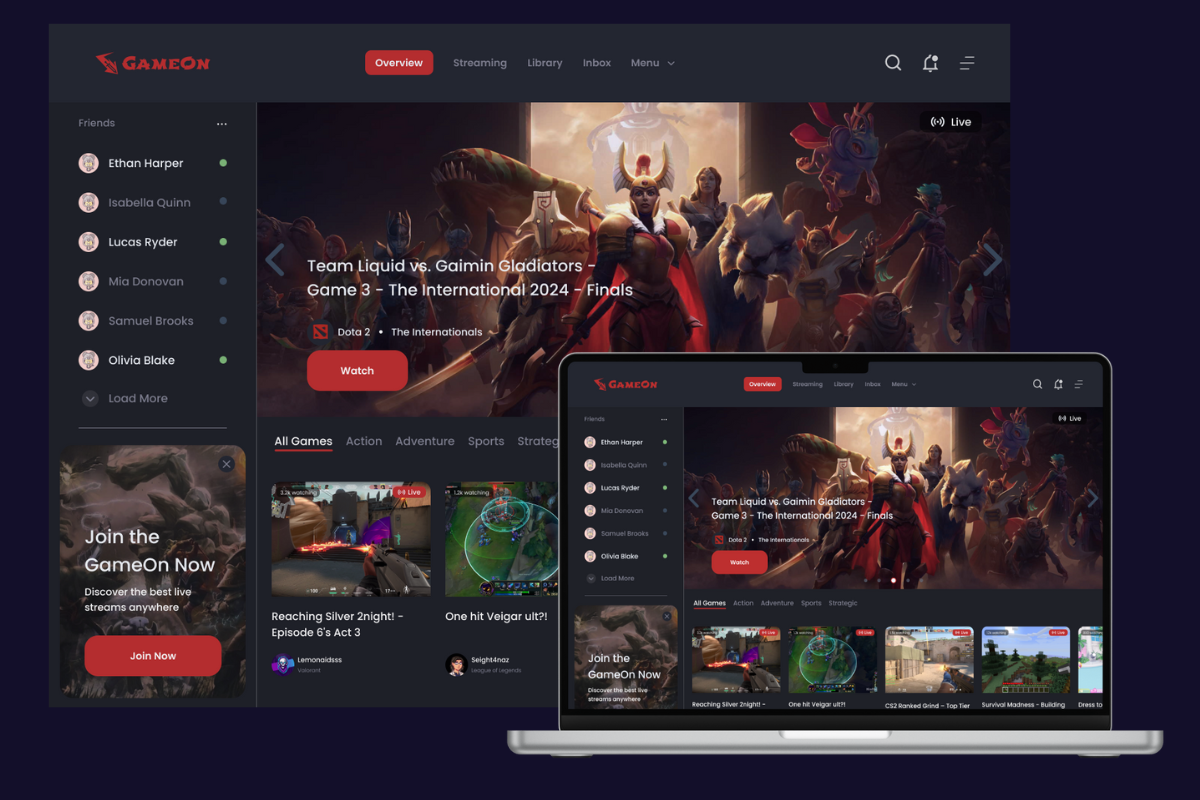 GameOn
Overview
Streaming
Library
Inbox
Menu
Friends
Live
Ethan Harper
Isabella Quinn
Lucas Ryder
Mia Donovan
Samuel Brooks
Olivia Blake
Load More
Team Liquid vs. Gaimin Gladiators -
Game 3 - The International 2024 - Finals
Dota 2 • The Internationals
Watch
All Games
Action
Adventure
Sports
Strateg
Join the
GameOn Now
Discover the best live
streams anywhere
Join Now
3.2k watching
Live
1.2k watching
Reaching Silver 2night! -
Episode 6's Act 3
One hit Veigar ult?!
Lemonaidsss
Valorant
Seight4naz
League of Legends
GameOn
Overview
Streaming
Library
Inbox
Menu
Friends
Live
Ethan Harper
Isabella Quinn
Lucas Ryder
Mia Donovan
Samuel Brooks
Olivia Blake
Load More
Team Liquid vs. Gaimin Gladiators -
Game 3 - The International 2024 - Finals
Dota 2 • The Internationals
Watch
All Games
Action
Adventure
Sports
Strategic
Join the
GameOn Now
Discover the best live
streams anywhere
Live
Live
Live
Live
Reaching Silver 2night! -
One hit Veigar ult?!
CS2 Ranked Grind – Top Tier
Survival Madness - Building
Dress to